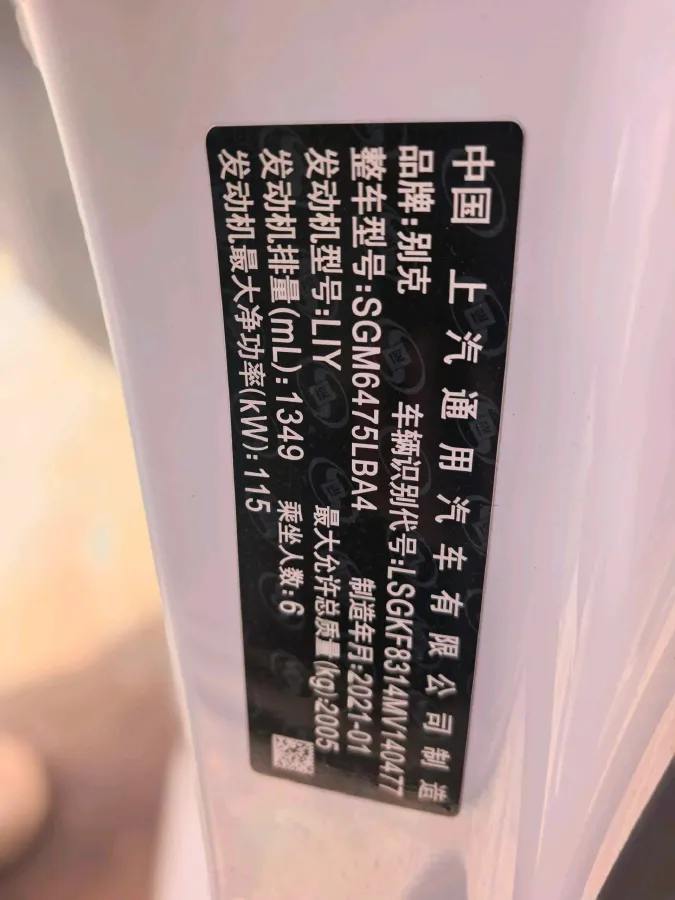 中国 上汽通用汽车有限公司制造
品牌:别克 车辆识别代号:LSGKF8314MV140477
整车型号:SGM6475LBA4 制造年月:2021-01
发动机型号:LIY 最大允许总质量(kg):2005
发动机排量(mL):1349 乘坐人数:6
发动机最大净功率(kW):115